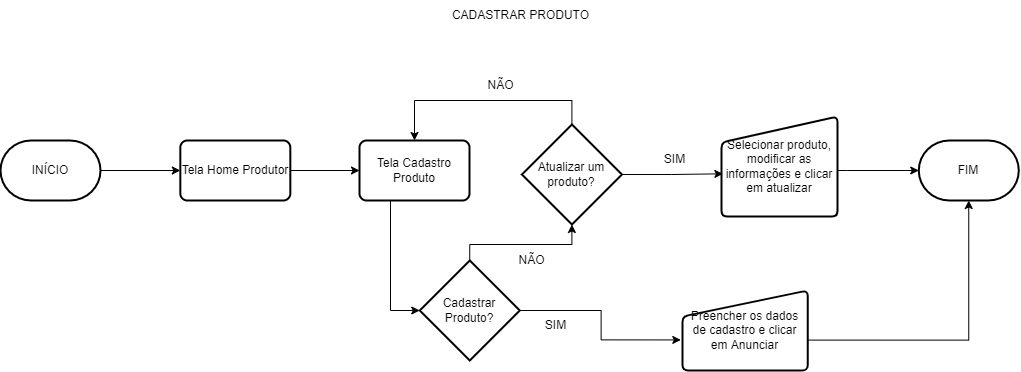 CADASTRAR PRODUTO
NÃO
INÍCIO
Tela Home Produtor
Tela Cadastro
Produto
Atualizar um
produto?
SIM
Selecionar produto,
modificar as
informações e clicar
em atualizar
FIM
NÃO
Cadastrar
Produto?
SIM
Preencher os dados
de cadastro e clicar
em Anunciar